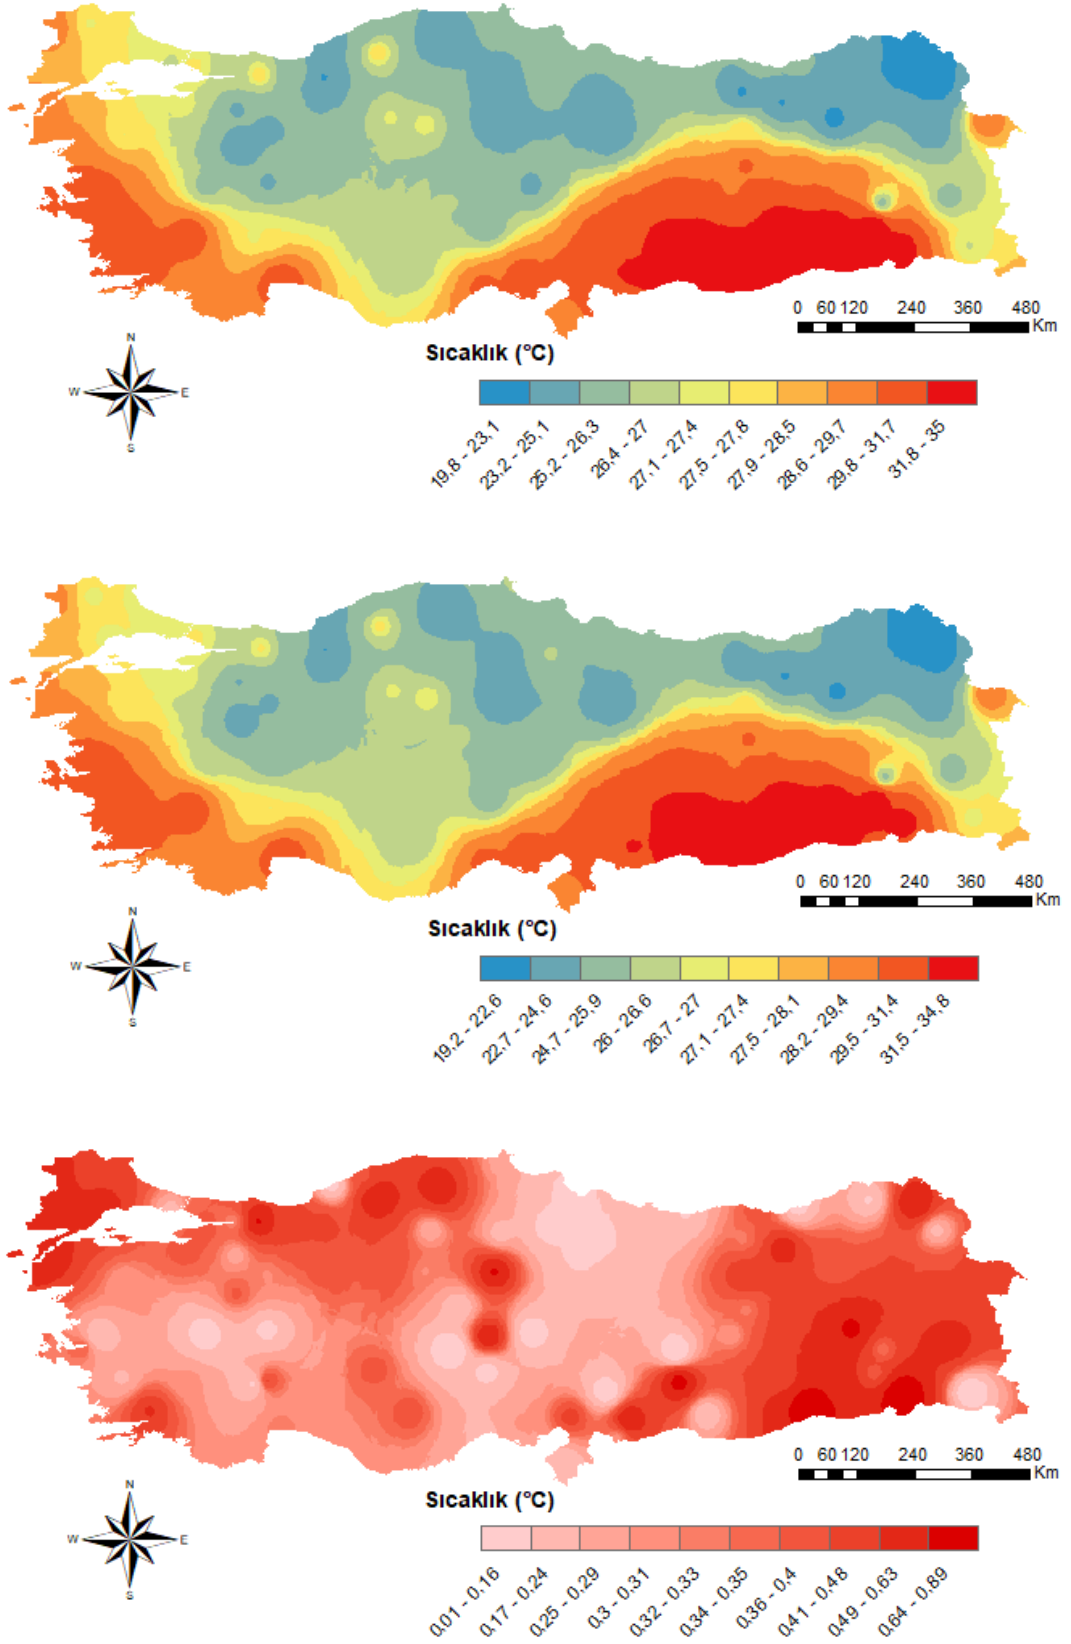 0 60 120 240 360 480
Km
N
W E
S
Sıcaklık (°C)
19,8 - 23,1
23,2 - 25,1
25,2 - 26,3
26,4 - 27
27,1 - 27,4
27,5 - 27,8
27,9 - 28,5
28,6 - 29,7
29,8 - 31,7
31,8 - 35
0 60 120 240 360 480
Km
N
W E
S
Sıcaklık (°C)
19,2 - 22,6
22,7 - 24,6
24,7 - 25,9
26 - 26,6
26,7 - 27
27,1 - 27,4
27,5 - 28,1
28,2 - 29,4
29,5 - 31,4
31,5 - 34,8
0 60 120 240 360 480
Km
N
W E
S
Sıcaklık (°C)
0,01 - 0,16
0,17 - 0,24
0,25 - 0,29
0,3 - 0,31
0,32 - 0,33
0,34 - 0,35
0,36 - 0,4
0,41 - 0,48
0,49 - 0,63
0,64 - 0,89